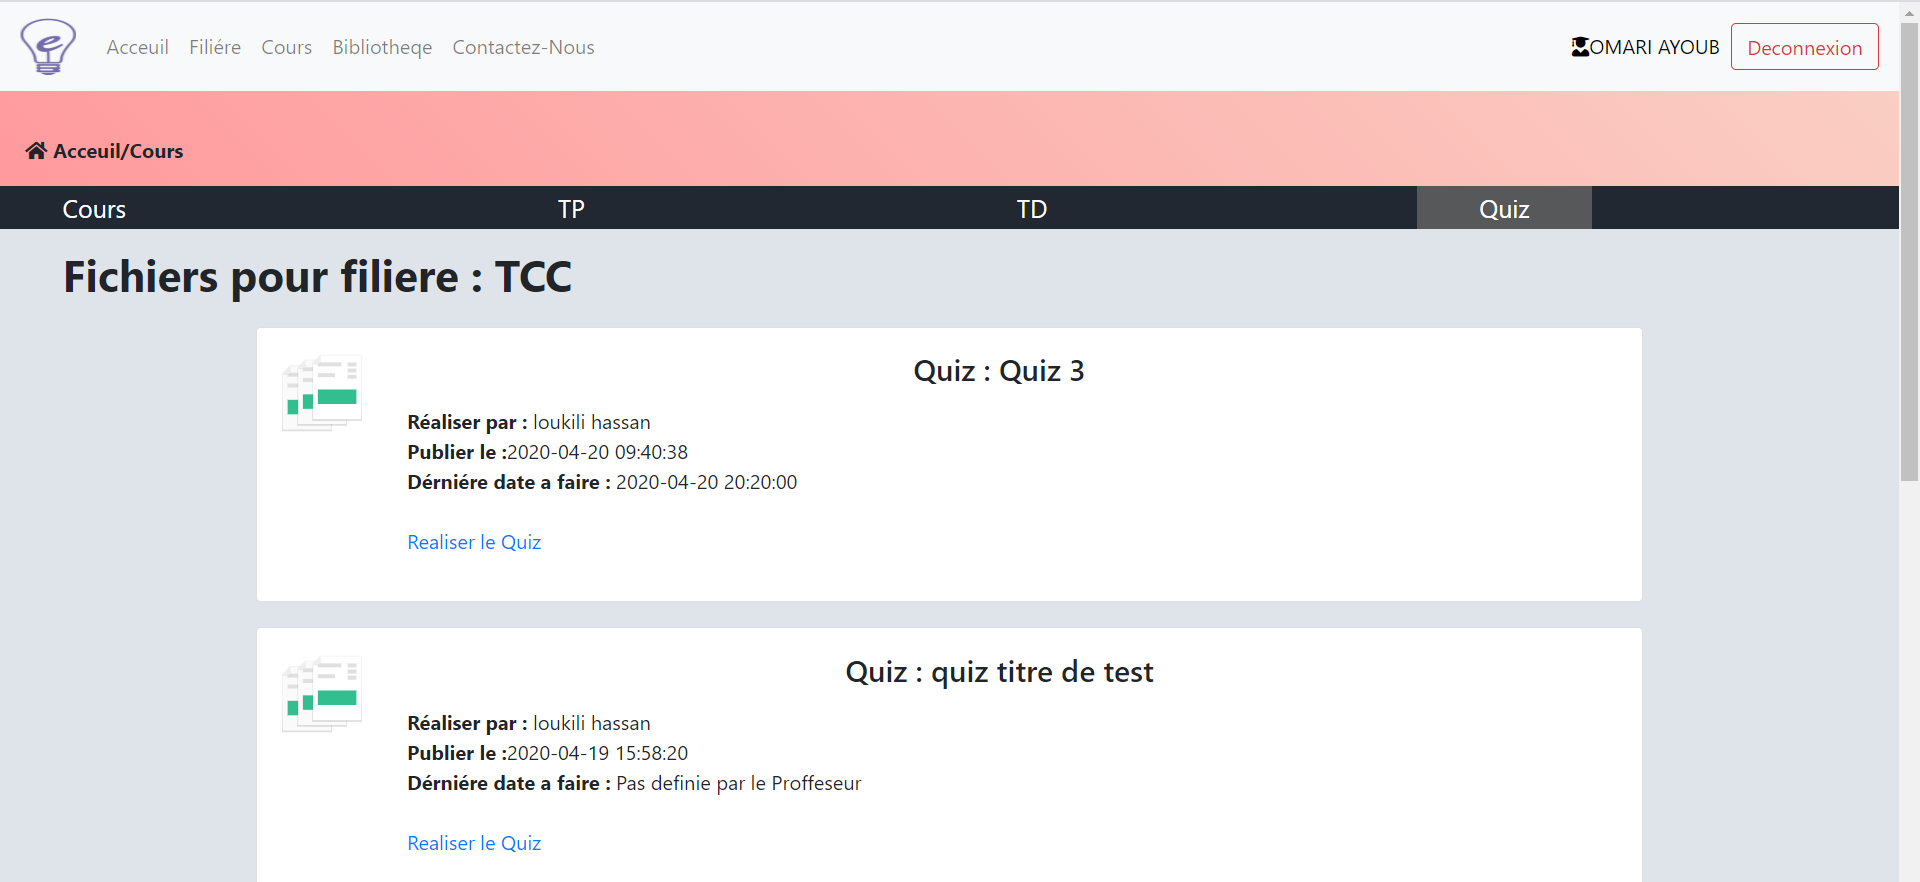 Acceuil Filiére Cours Bibliotheqe Contactez-Nous OMARI AYOUB Deconnexion
Acceuil/Cours
Cours TP TD Quiz
Fichiers pour filiere : TCC
Quiz : Quiz 3
Réaliser par : loukili hassan
Publier le :2020-04-20 09:40:38
Dérniére date a faire : 2020-04-20 20:20:00
Realiser le Quiz
Quiz : quiz titre de test
Réaliser par : loukili hassan
Publier le :2020-04-19 15:58:20
Dérniére date a faire : Pas definie par le Proffeseur
Realiser le Quiz